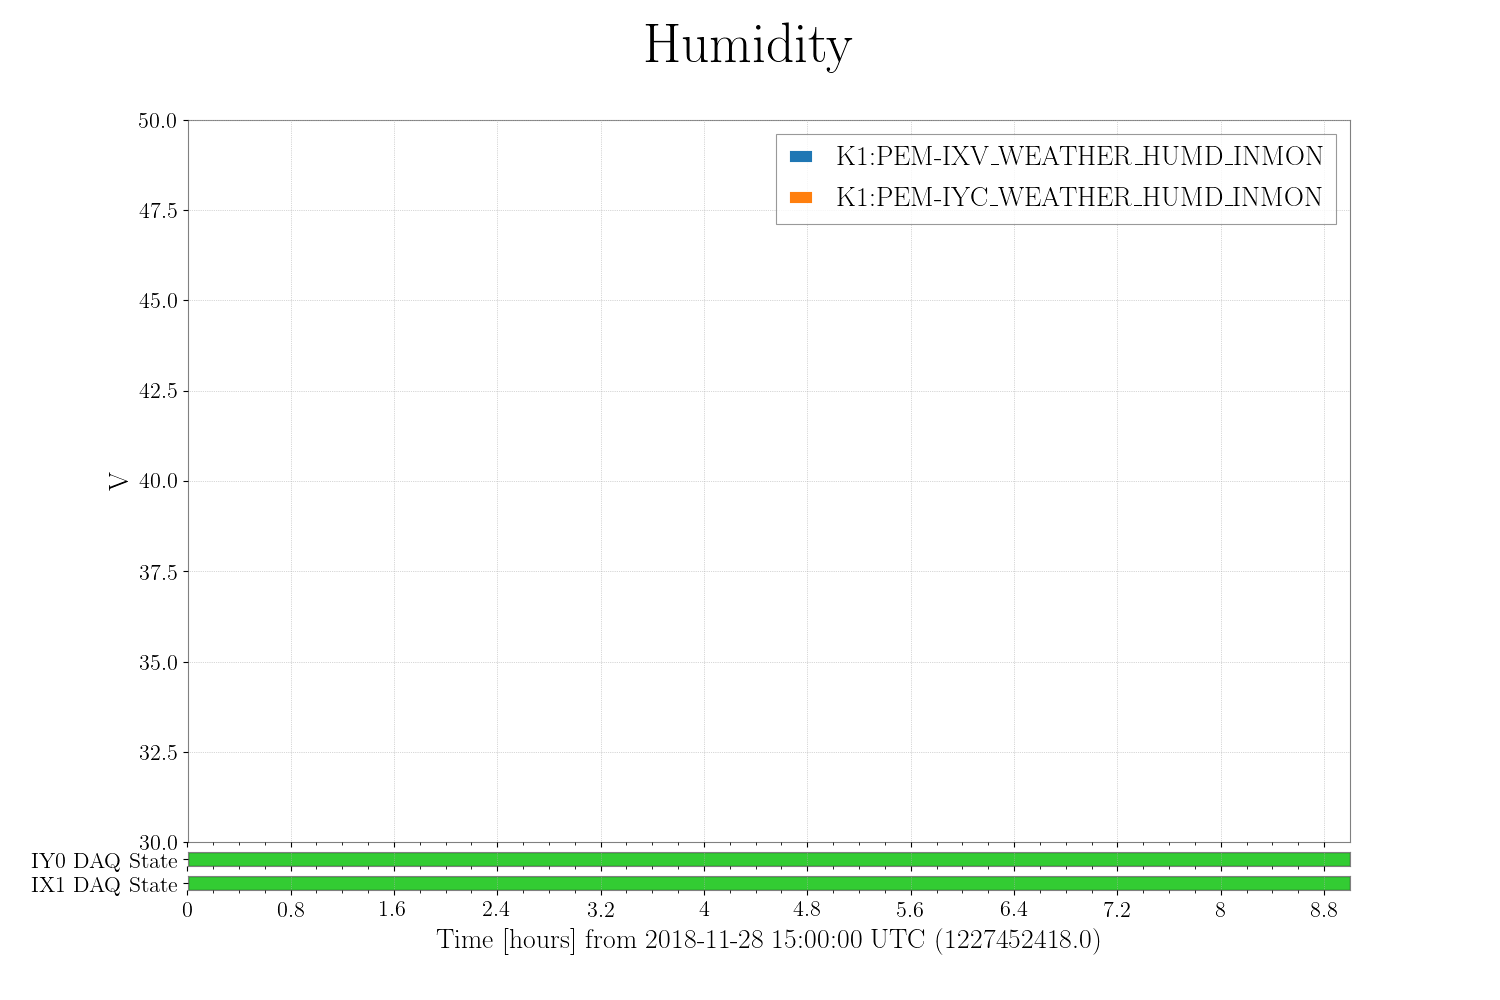 Humidity
50.0
K1:PEM-IXV_WEATHER_HUMD_INMON
K1:PEM-IYC_WEATHER_HUMD_INMON
47.5
45.0
42.5
V
40.0
37.5
35.0
32.5
30.0
IY0 DAQ State
IX1 DAQ State
0 0.8 1.6 2.4 3.2 4 4.8 5.6 6.4 7.2 8 8.8
Time [hours] from 2018-11-28 15:00:00 UTC (1227452418.0)